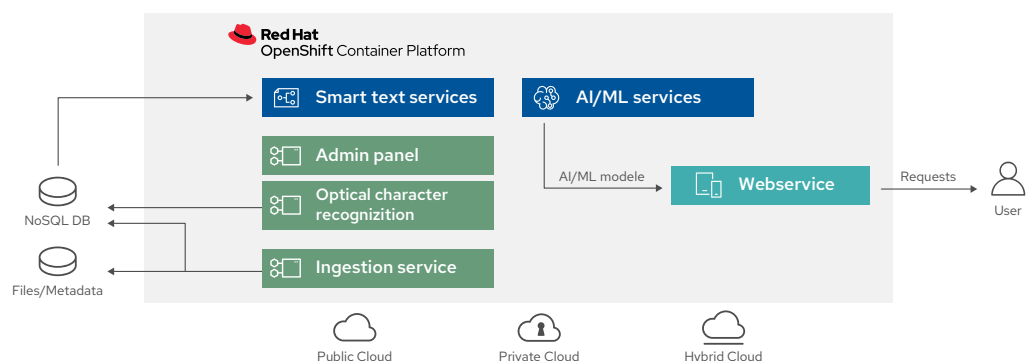 Red Hat
OpenShift Container Platform
Smart text services
AI/ML services
Admin panel
AI/ML modele
Webservice
Requests
Optical character
recognizition
NoSQL DB
User
Ingestion service
Files/Metadata
Public Cloud
Private Cloud
Hybrid Cloud